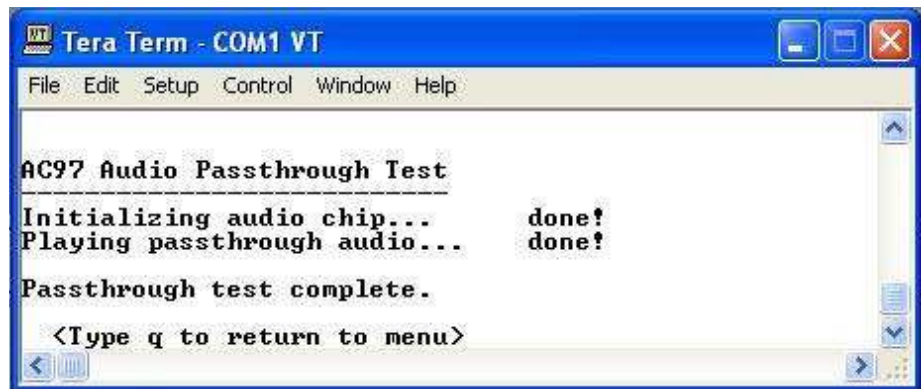 Tera Term - COM1 VT
File Edit Setup Control Window Help
AC97 Audio Passthrough Test
Initializing audio chip... done!
Playing passthrough audio... done!
Passthrough test complete.
<Type q to return to menu>